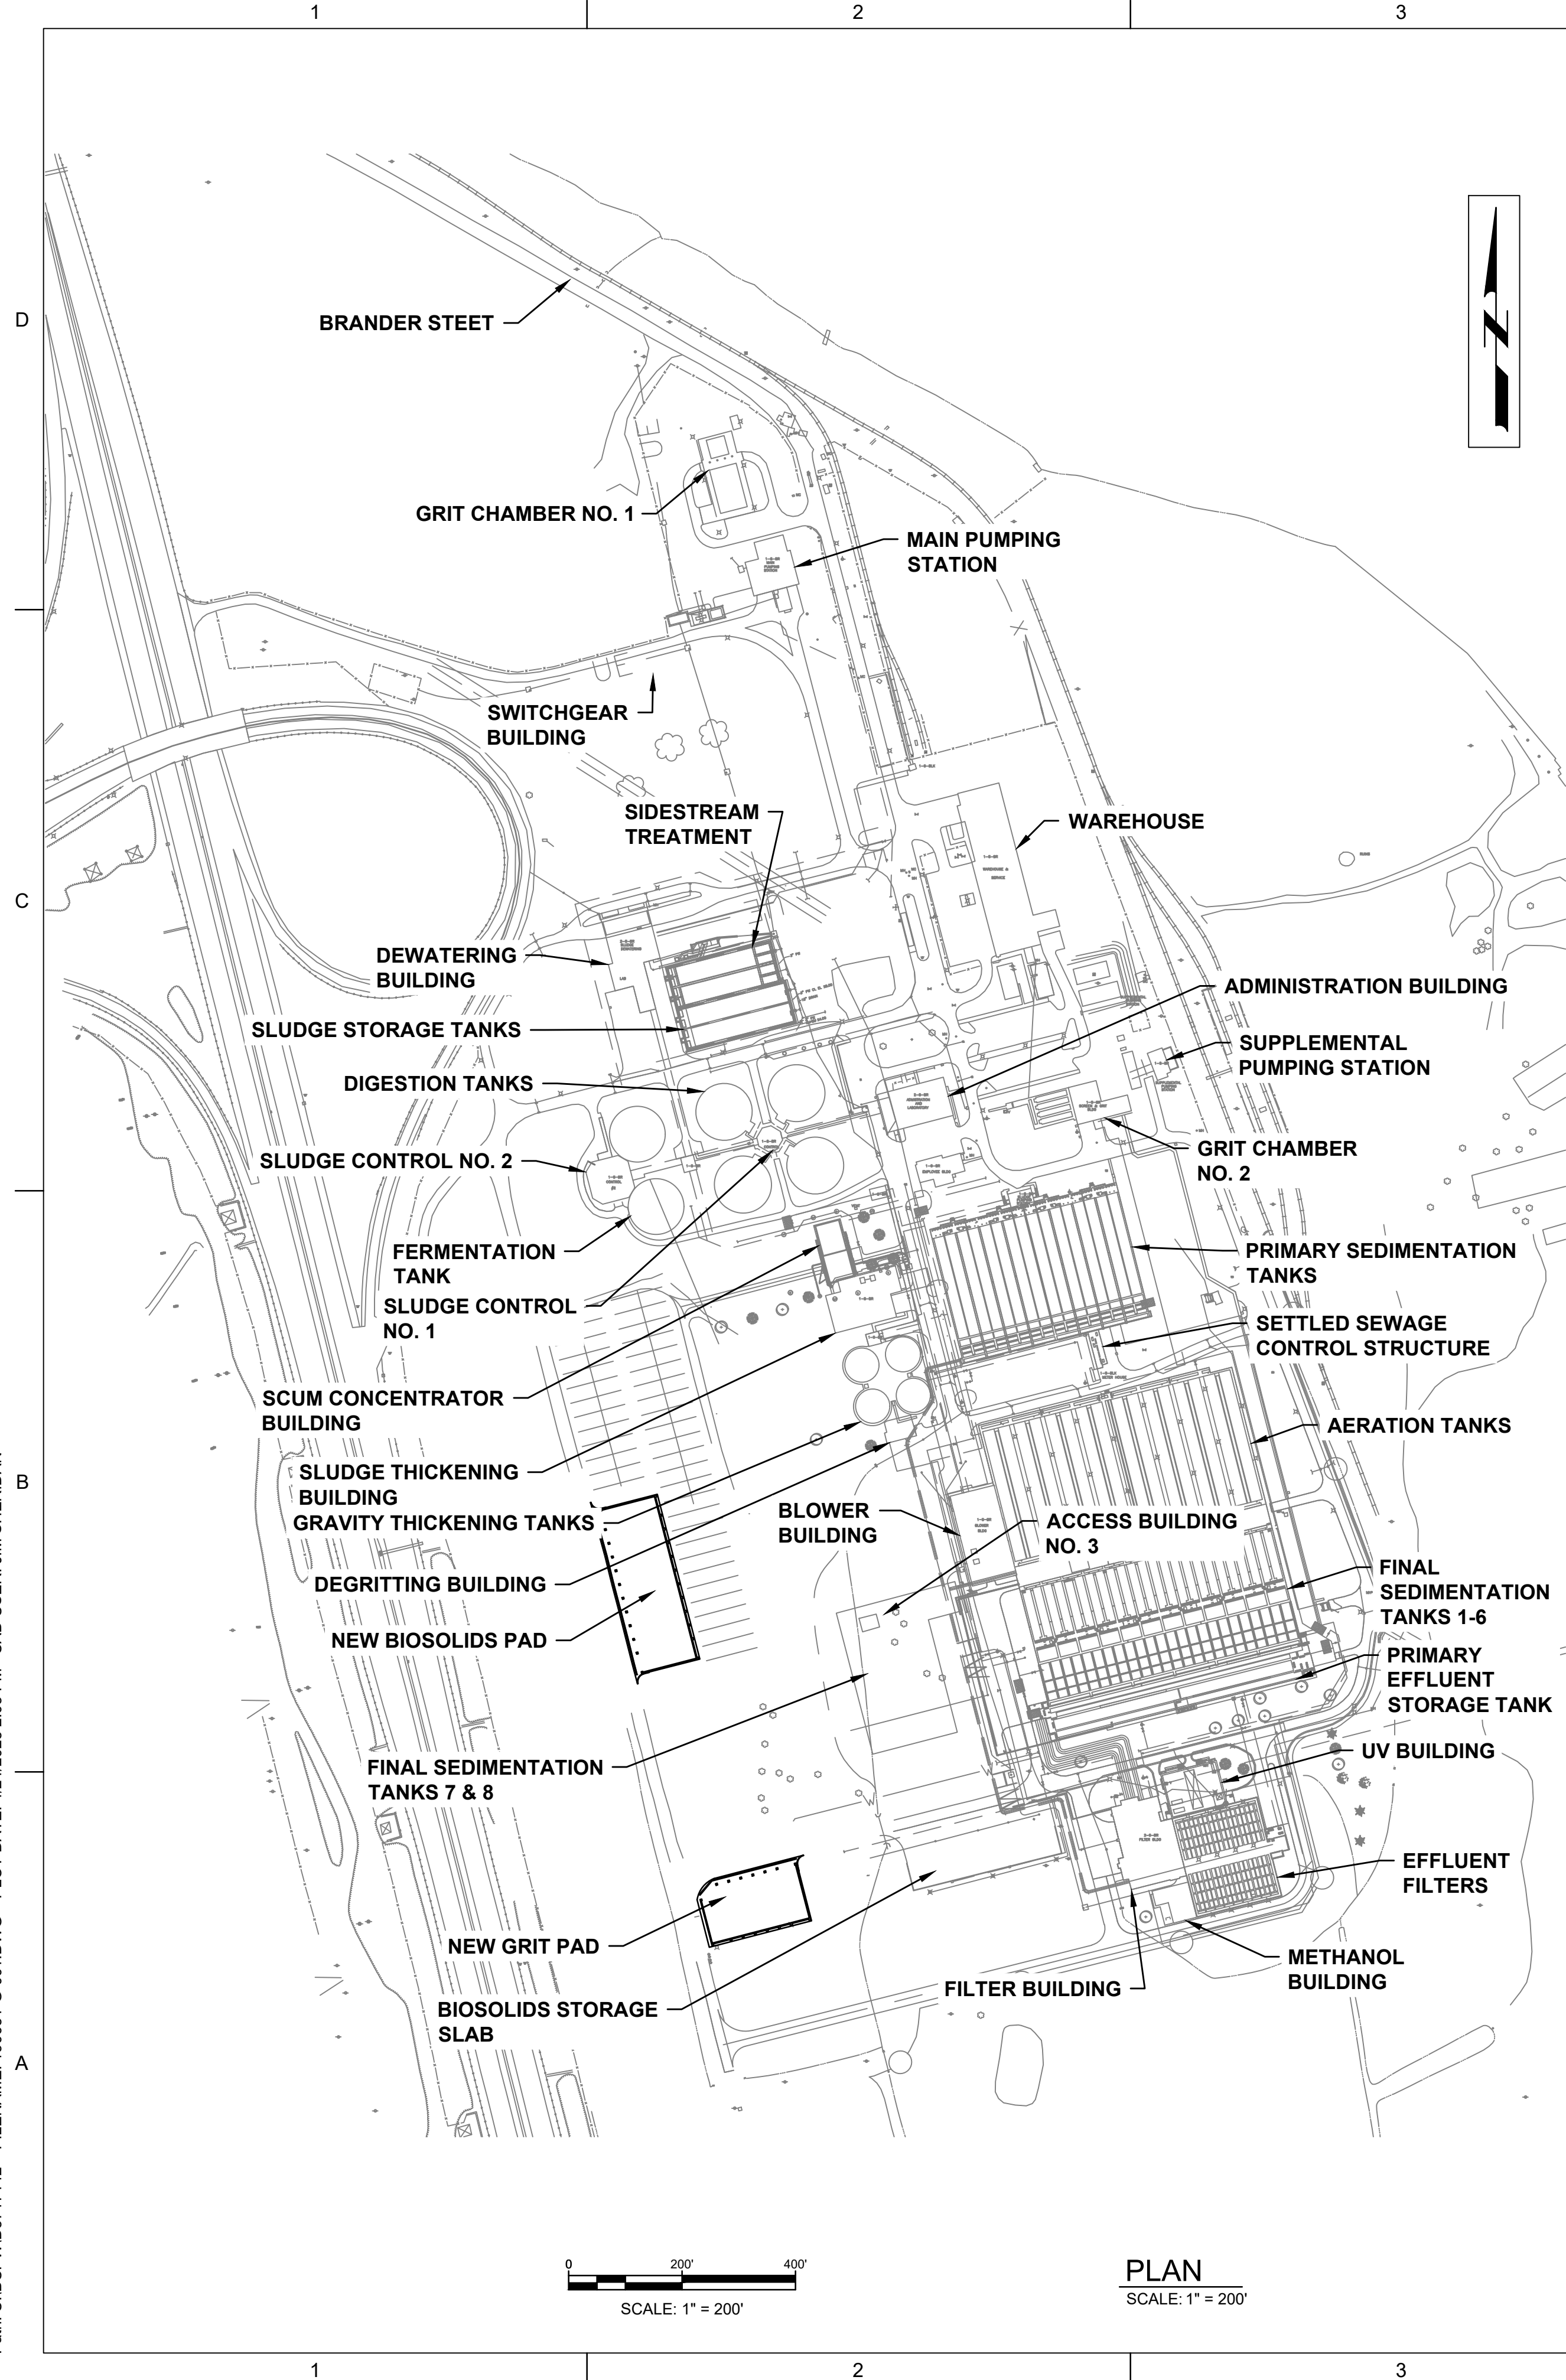 1
2
3
D
C
B
A
BRANDER STEET
GRIT CHAMBER NO. 1
MAIN PUMPING
STATION
SWITCHGEAR
BUILDING
SIDESTREAM
TREATMENT
WAREHOUSE
DEWATERING
BUILDING
ADMINISTRATION BUILDING
SLUDGE STORAGE TANKS
SUPPLEMENTAL
PUMPING STATION
DIGESTION TANKS
GRIT CHAMBER
NO. 2
SLUDGE CONTROL NO. 2
FERMENTATION
TANK
PRIMARY SEDIMENTATION
TANKS
SLUDGE CONTROL
NO. 1
SETTLED SEWAGE
CONTROL STRUCTURE
SCUM CONCENTRATOR
BUILDING
AERATION TANKS
SLUDGE THICKENING
BUILDING
GRAVITY THICKENING TANKS
BLOWER
BUILDING
ACCESS BUILDING
NO. 3
DEGRITTING BUILDING
FINAL
SEDIMENTATION
TANKS 1-6
NEW BIOSOLIDS PAD
PRIMARY
EFFLUENT
STORAGE TANK
FINAL SEDIMENTATION
TANKS 7 & 8
UV BUILDING
EFFLUENT
FILTERS
NEW GRIT PAD
METHANOL
BUILDING
FILTER BUILDING
BIOSOLIDS STORAGE
SLAB
N
0
200'
400'
SCALE: 1" = 200'
PLAN
SCALE: 1" = 200'
1
2
3